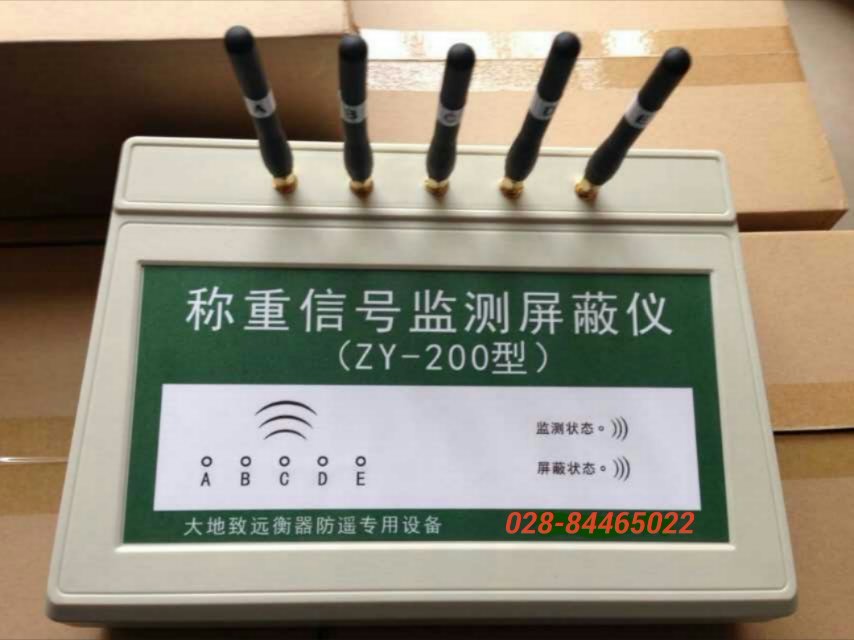 A B C D E
称重信号监测屏蔽仪
(ZY-200型)
监测状态
屏蔽状态
A B C D E
大地致远衡器防遥专用设备
028-84465022